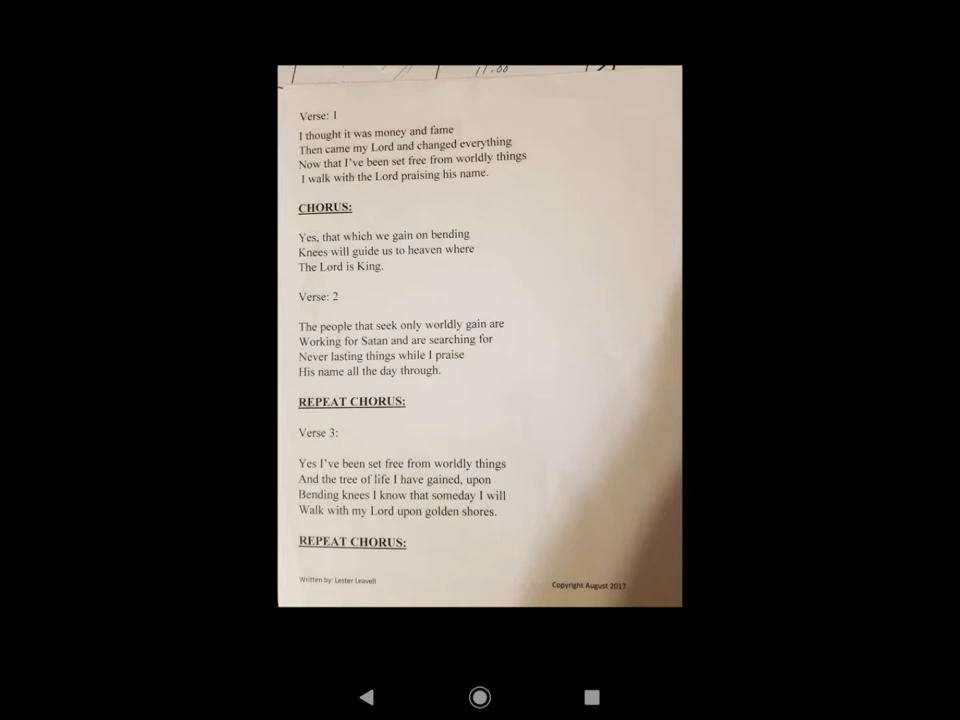 11:00
Verse: 1
I thought it was money and fame
Then came my Lord and changed everything
Now that I've been set free from worldly things
I walk with the Lord praising his name.
CHORUS:
Yes, that which we gain on bending
Knees will guide us to heaven where
The Lord is King.
Verse: 2
The people that seek only worldly gain are
Working for Satan and are searching for
Never lasting things while I praise
His name all the day through.
REPEAT CHORUS:
Verse 3:
Yes I've been set free from worldly things
And the tree of life I have gained, upon
Bending knees I know that someday I will
Walk with my Lord upon golden shores.
REPEAT CHORUS:
Written by: Lester Leavell
Copyright August 2017